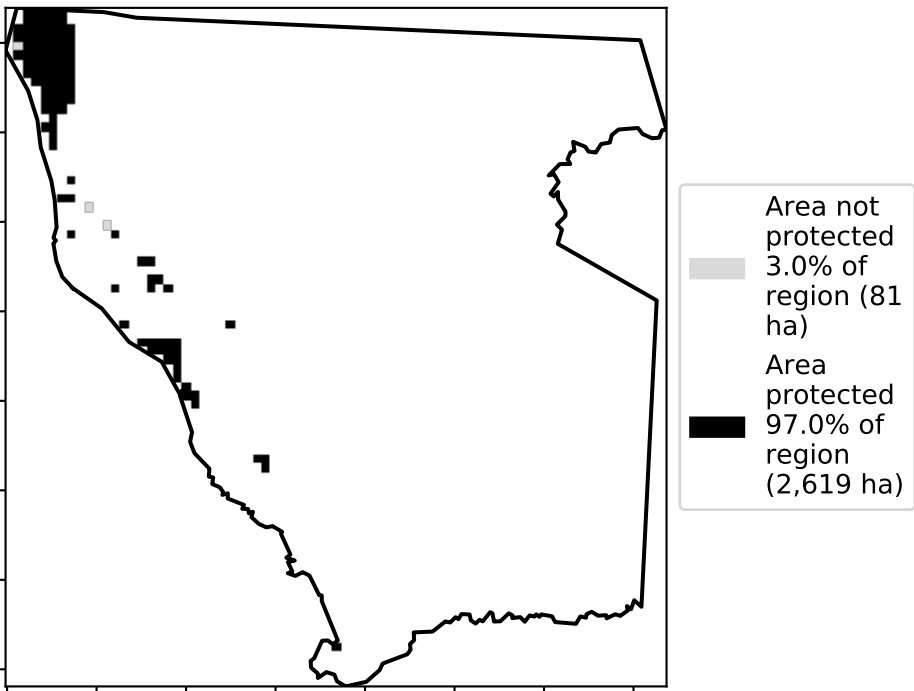 Area not
protected
3.0% of
region (81
ha)
Area
protected
97.0% of
region
(2,619 ha)